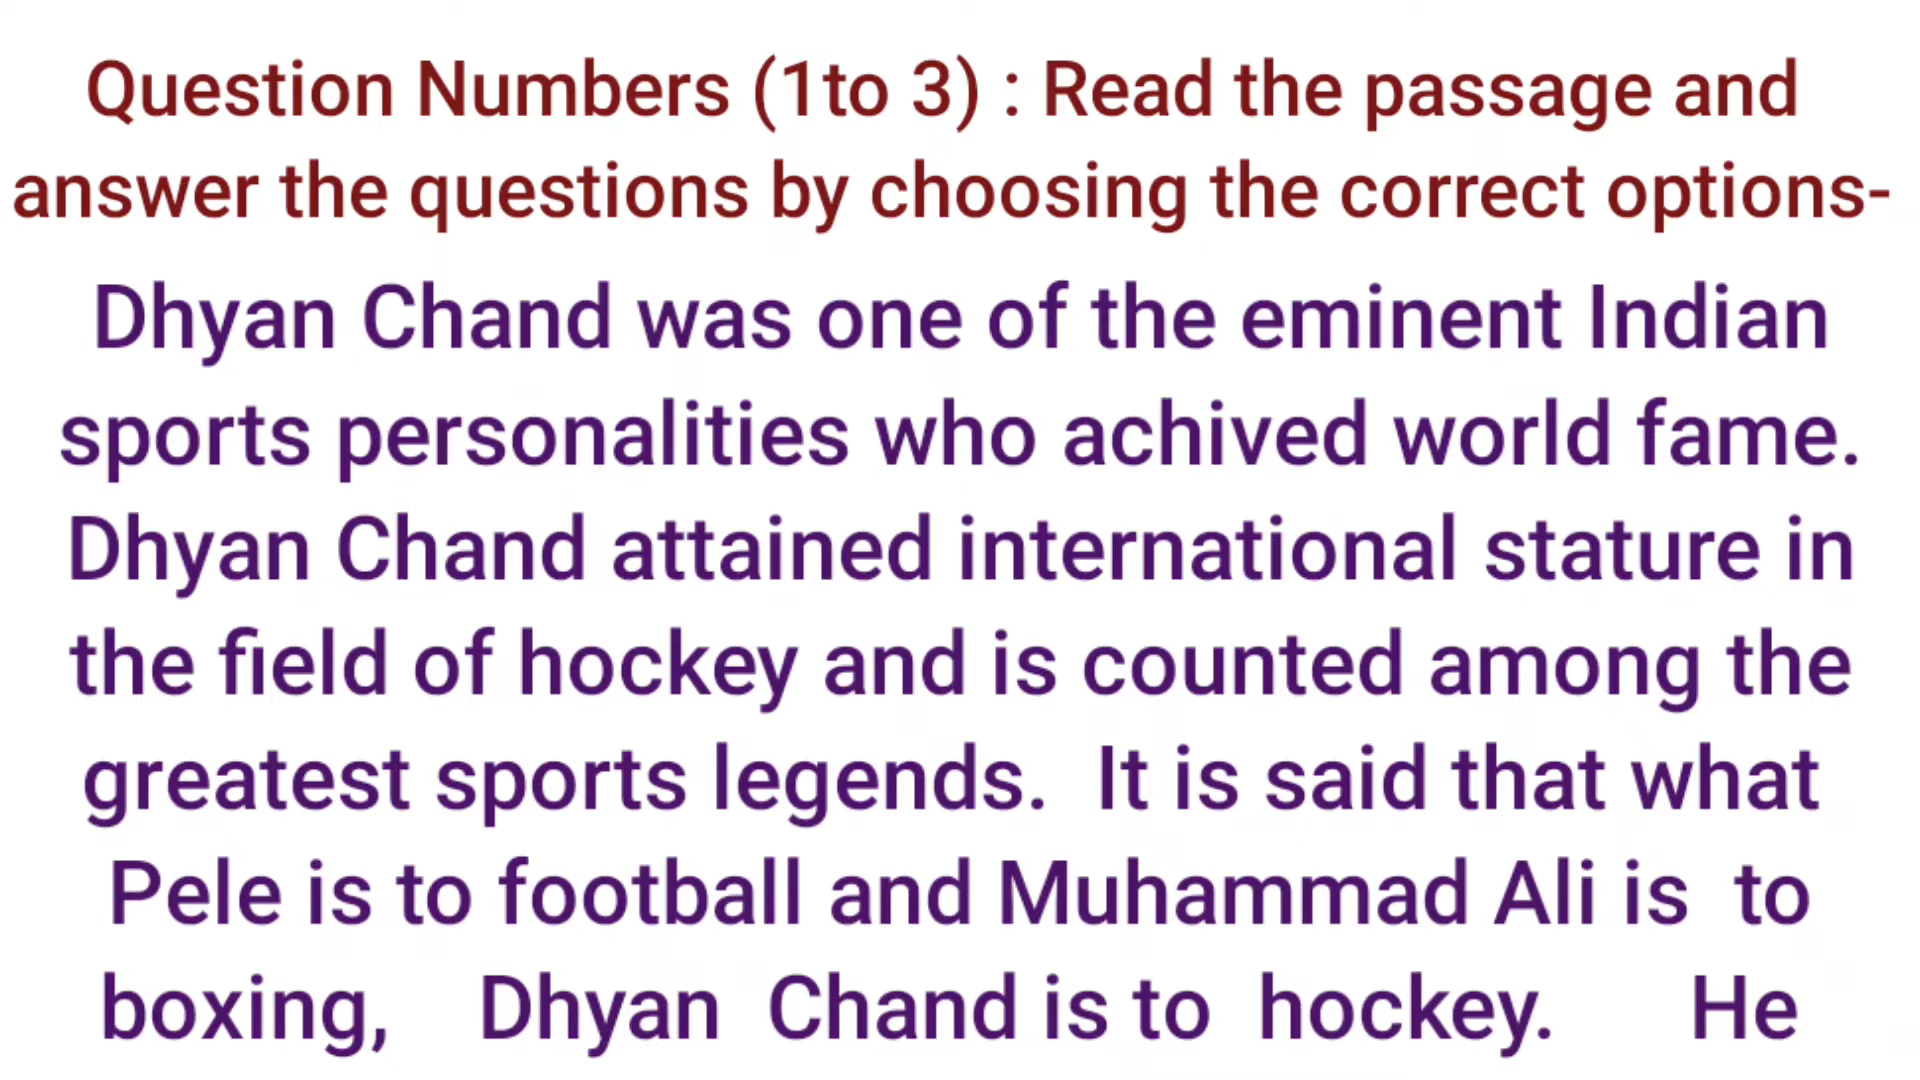 Question Numbers (1to 3) : Read the passage and
answer the questions by choosing the correct options-
Dhyan Chand was one of the eminent Indian
sports personalities who achived world fame.
Dhyan Chand attained international stature in
the field of hockey and is counted among the
greatest sports legends. It is said that what
Pele is to football and Muhammad Ali is to
boxing, Dhyan Chand is to hockey. He